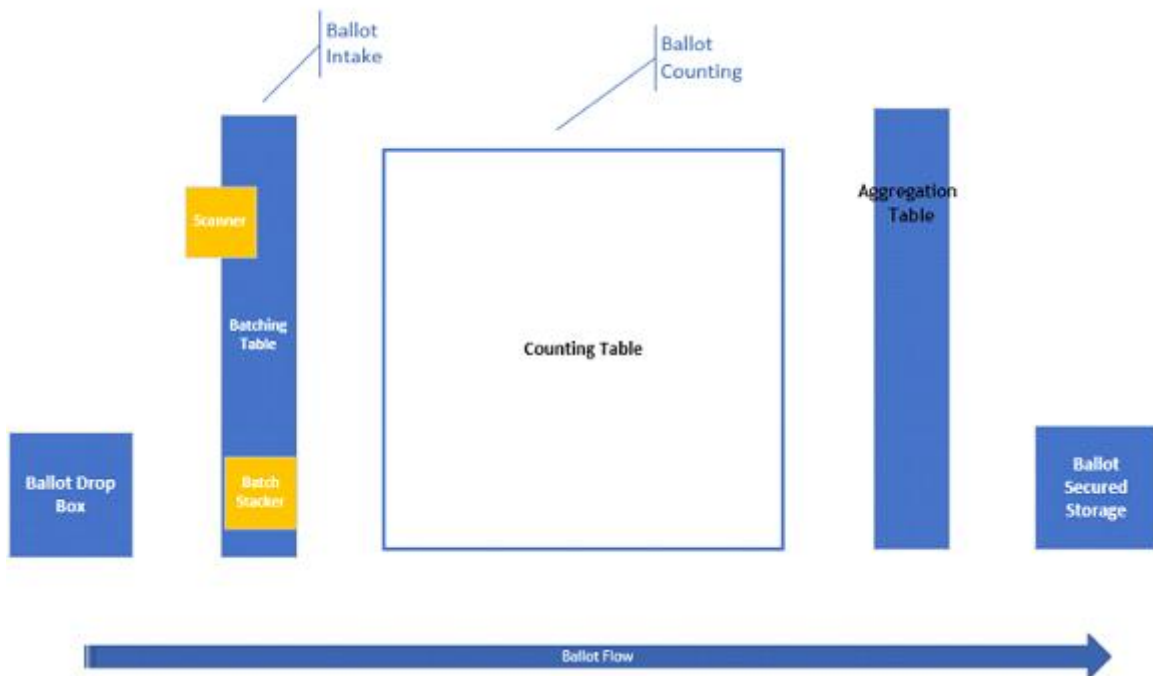 Ballot
Intake
Ballot
Counting
Scanner
Aggregation
Table
Batching
Table
Counting Table
Ballot Drop
Box
Batch
Stacker
Ballot
Secured
Storage
Ballot Flow